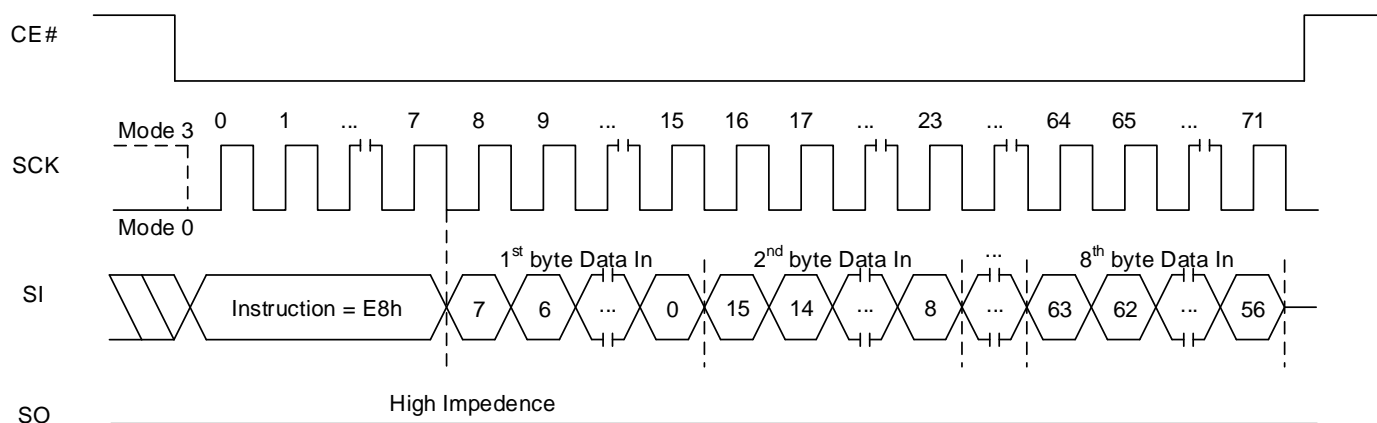 CE#
0 1 ... 7 8 9 ... 15 16 17 ... 23 ... 64 65 ... 71
Mode 3
SCK
Mode 0
1st byte Data In 2nd byte Data In ... 8th byte Data In
SI
Instruction = E8h 7 6 ... 0 15 14 ... 8 ... 63 62 ... 56
High Impedence
SO